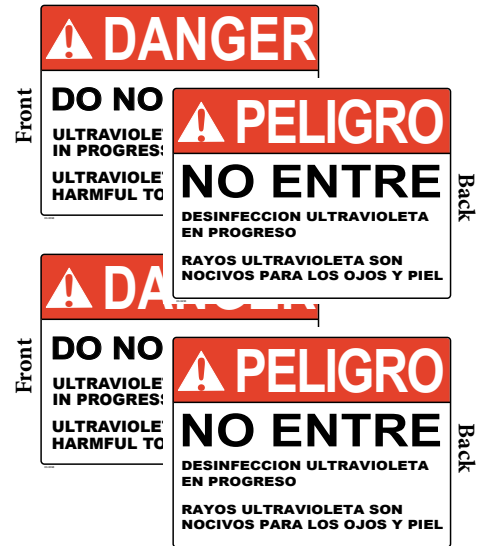 Front
DANGER
DO NO
ULTRAVIOLE
IN PROGRESS
ULTRAVIOLE
HARMFUL TO
Back
PELIGRO
NO ENTRE
DESINFECCION ULTRAVIOLETA
EN PROGRESO
RAYOS ULTRAVIOLETA SON
NOCIVOS PARA LOS OJOS Y PIEL
Front
DANGER
DO NO
ULTRAVIOLE
IN PROGRESS
ULTRAVIOLE
HARMFUL TO
Back
PELIGRO
NO ENTRE
DESINFECCION ULTRAVIOLETA
EN PROGRESO
RAYOS ULTRAVIOLETA SON
NOCIVOS PARA LOS OJOS Y PIEL